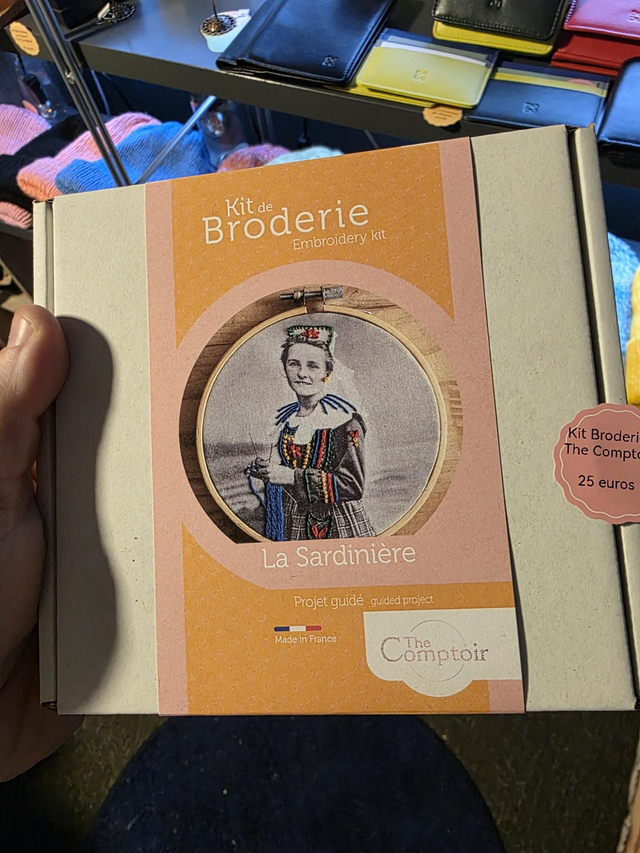 Kit de
Broderie
Embroidery kit
La Sardinière
Projet guidé guided project
Made in France
The
Comptoir
Kit Broderi
The Compto
25 euros